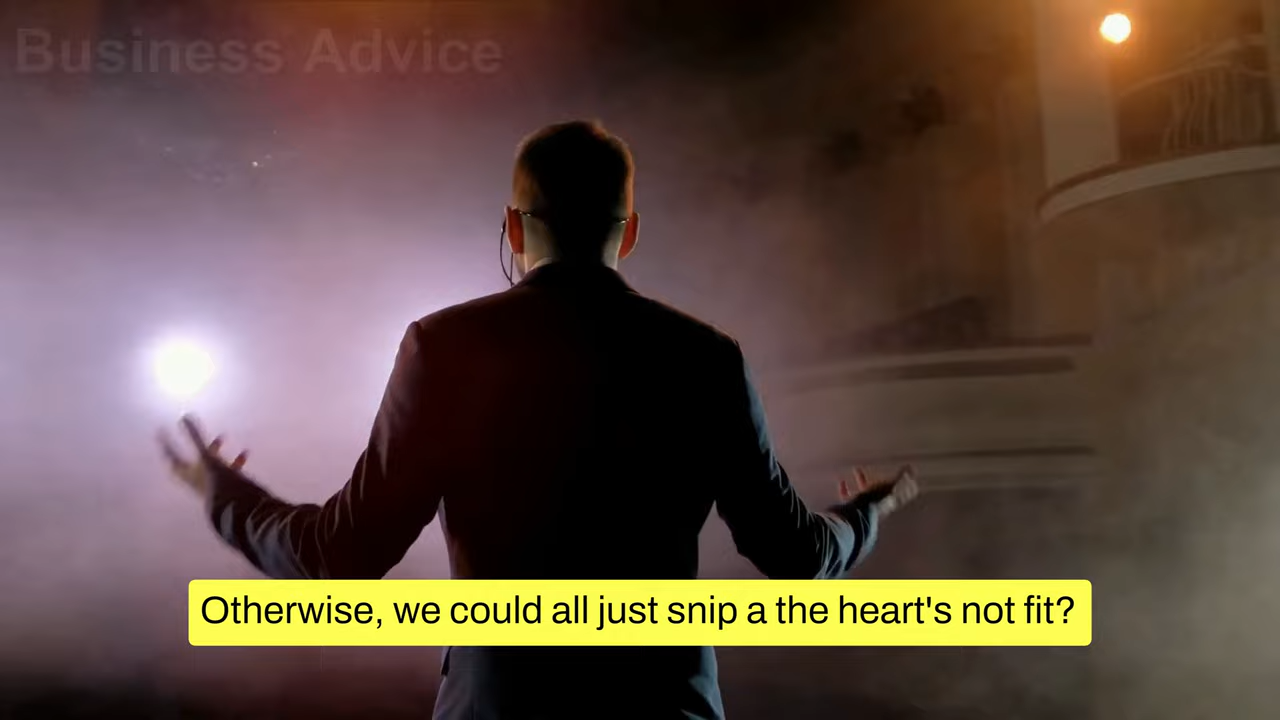 Business Advice
Otherwise, we could all just snip a the heart's not fit?